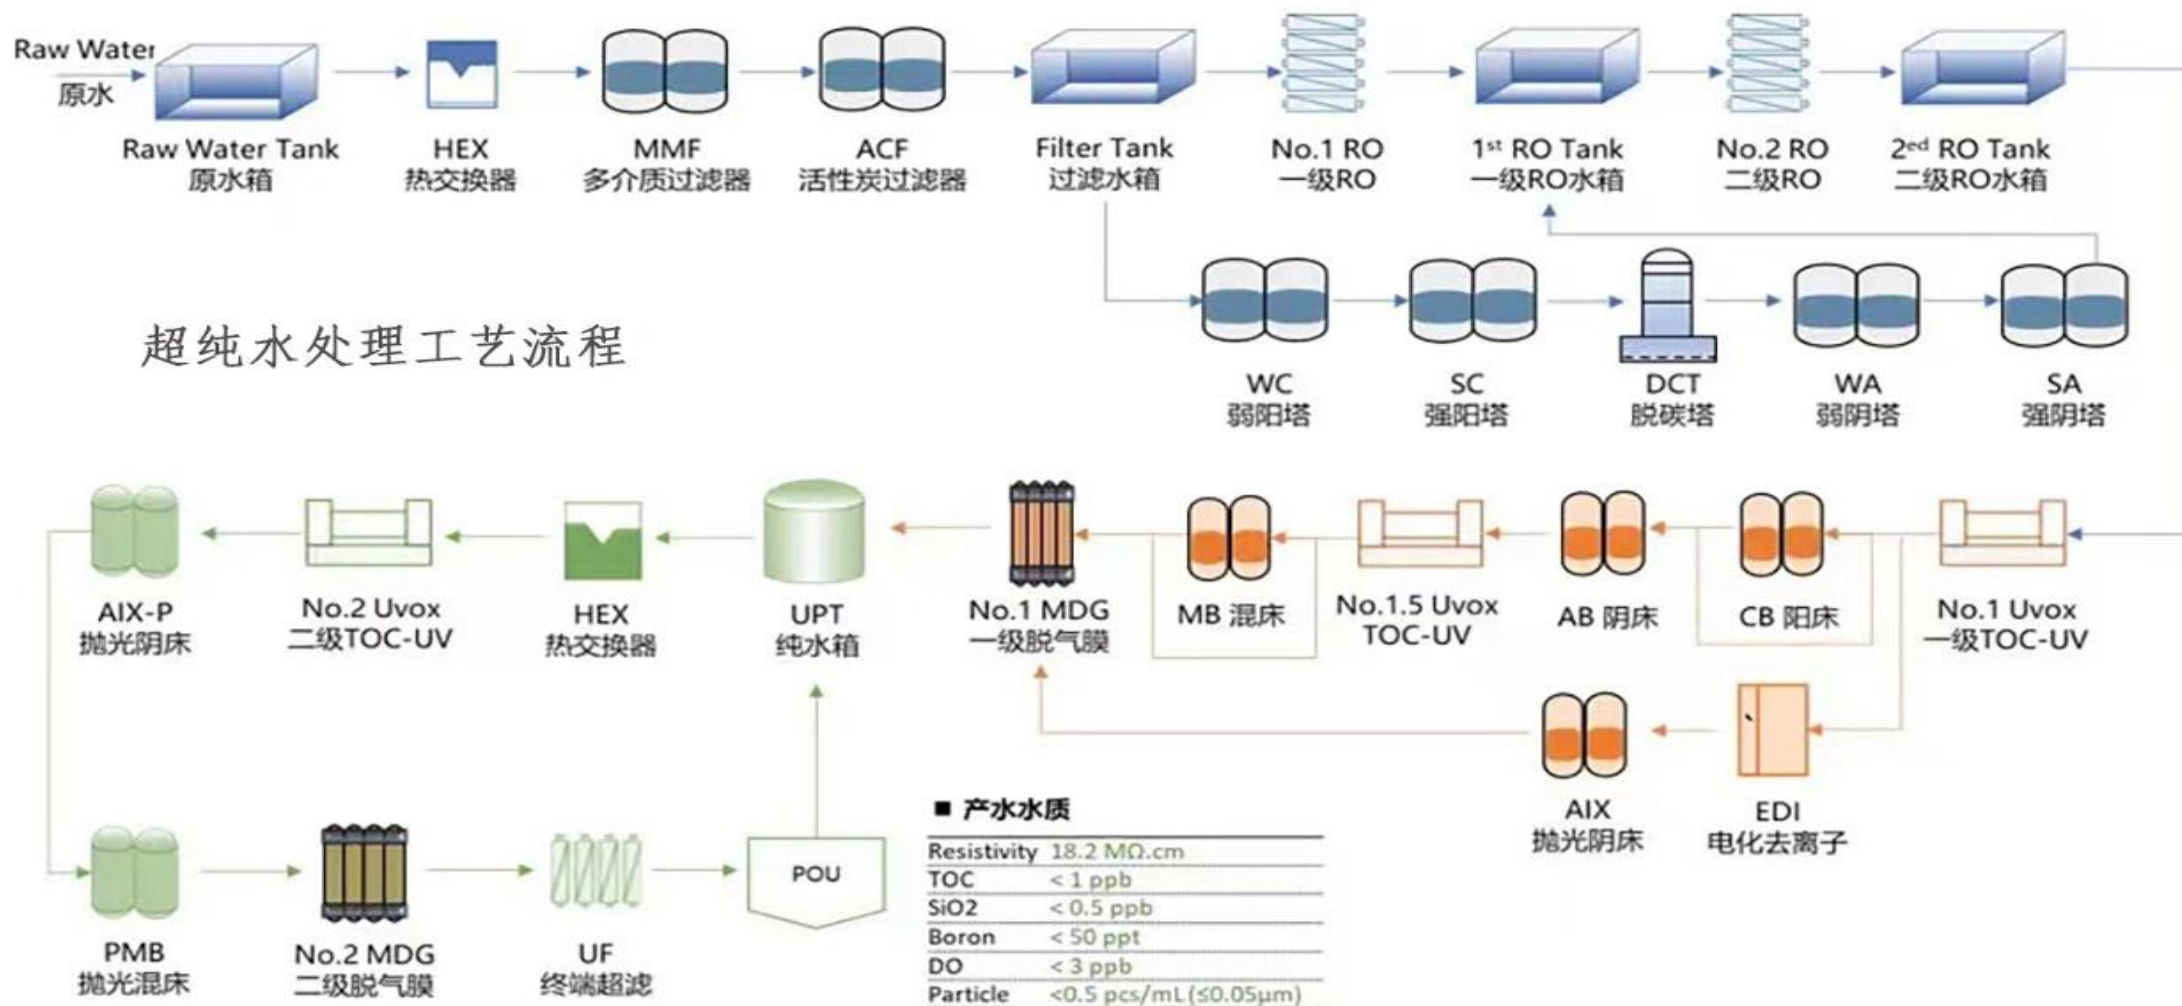 Raw Water
原水
Raw Water Tank
原水箱
HEX
热交换器
MMF
多介质过滤器
ACF
活性炭过滤器
Filter Tank
过滤水箱
No.1 RO
一级RO
1st RO Tank
一级RO水箱
No.2 RO
二级RO
2ed RO Tank
二级RO水箱
WC
弱阳塔
SC
强阳塔
DCT
脱碳塔
WA
弱阴塔
SA
强阴塔
超纯水处理工艺流程
AIX-P
抛光阴床
No.2 Uvox
二级TOC-UV
HEX
热交换器
UPT
纯水箱
No.1 MDG
一级脱气膜
MB 混床
No.1.5 Uvox
TOC-UV
AB 阴床
CB 阳床
No.1 Uvox
一级TOC-UV
AIX
抛光阴床
EDI
电化去离子
PMB
抛光混床
No.2 MDG
二级脱气膜
UF
终端超滤
POU
■ 产水水质
Resistivity 18.2 MΩ.cm
TOC < 1 ppb
SiO2 < 0.5 ppb
Boron < 50 ppt
DO < 3 ppb
Particle <0.5 pcs/mL(≤0.05μm)